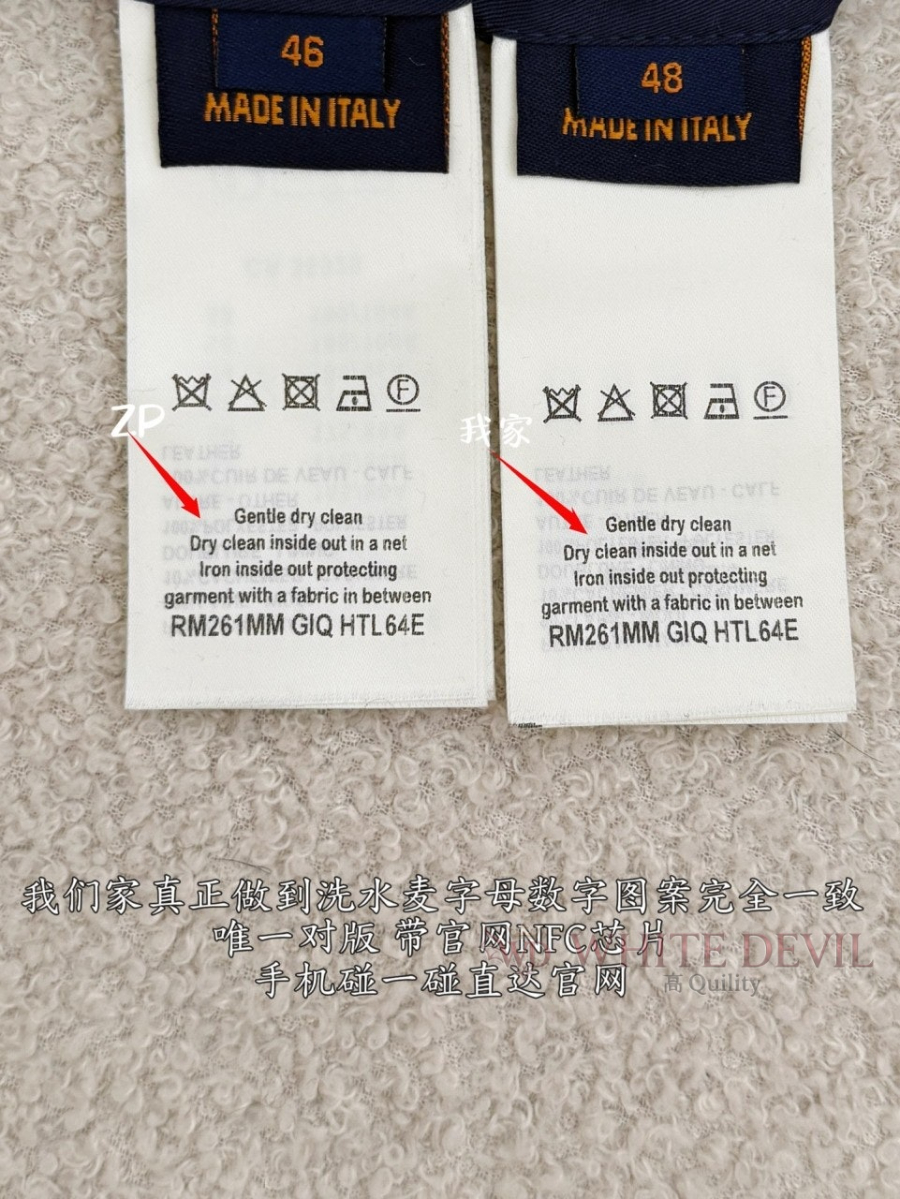 46
MADE IN ITALY
48
MADE IN ITALY
ZP
Gentle dry clean
Dry clean inside out in a net
Iron inside out protecting
garment with a fabric in between
RM261MM GIQ HTL64E
我家
Gentle dry clean
Dry clean inside out in a net
Iron inside out protecting
garment with a fabric in between
RM261MM GIQ HTL64E
我们家真正做到洗水麦字母数字图案完全一致
唯一对版 带官网NFC芯片
手机碰一碰直达官网
WHITE DEVIL
高 Quility